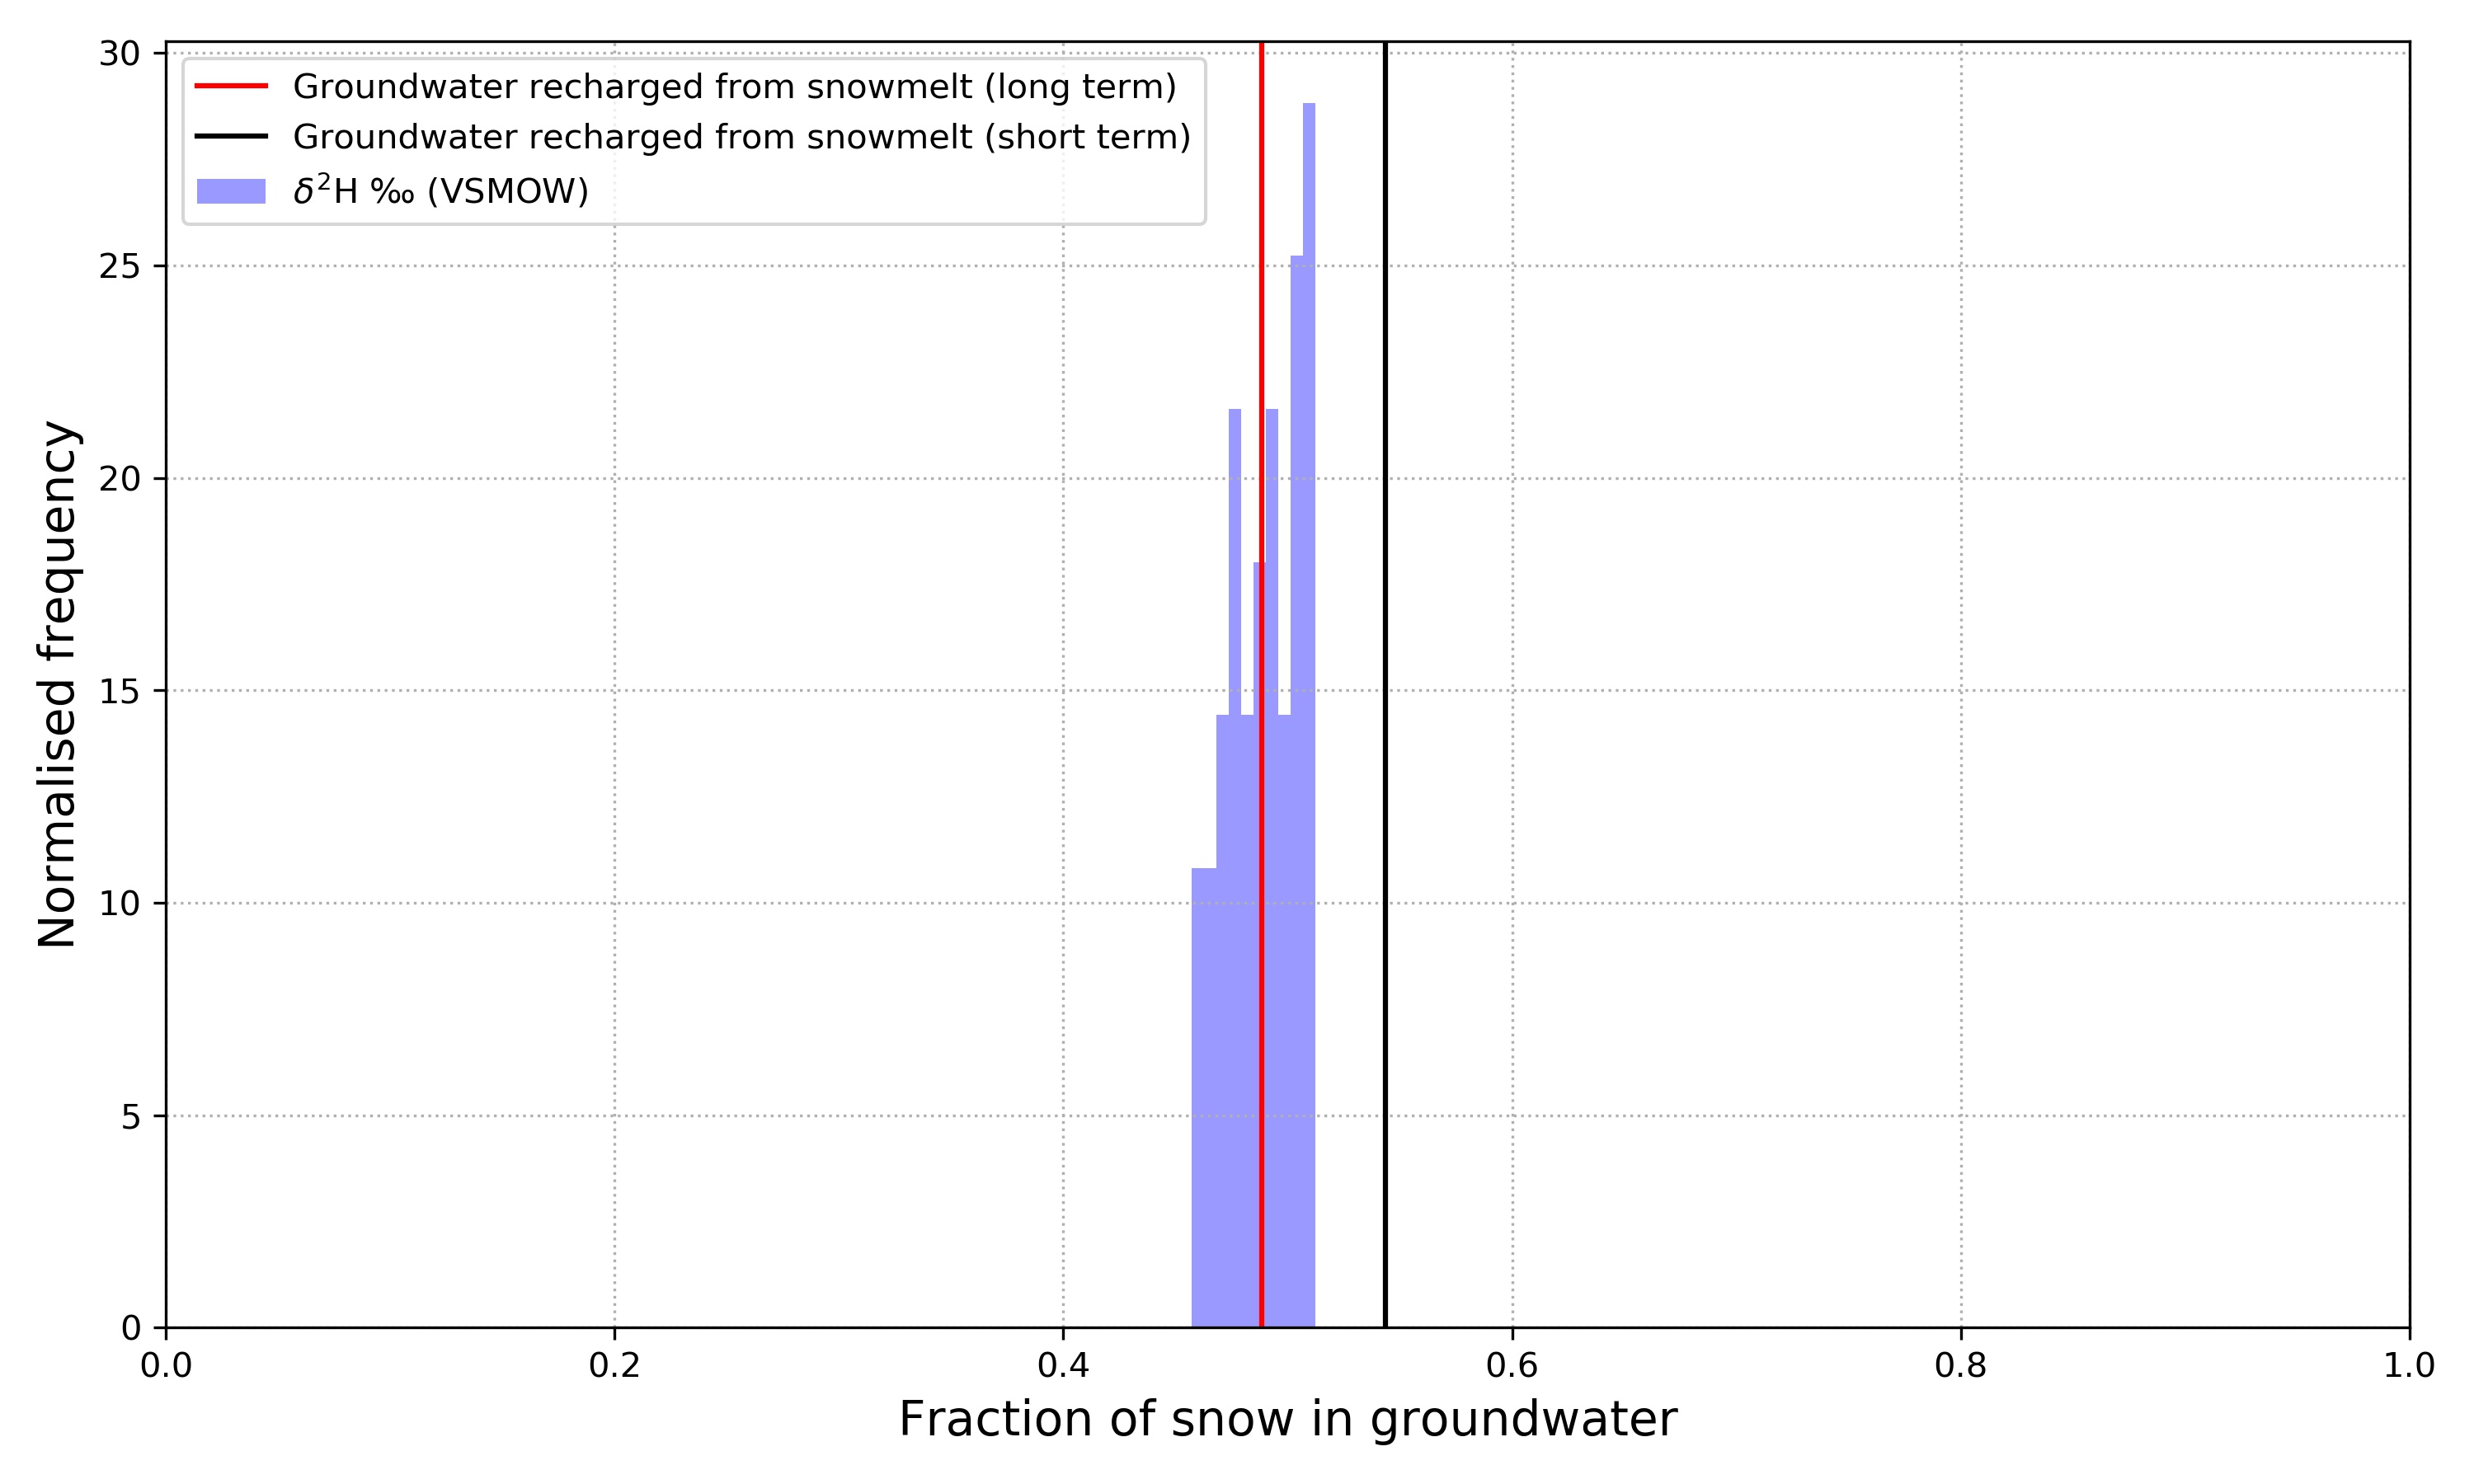 30
25
20
15
10
5
0
Normalised frequency
Groundwater recharged from snowmelt (long term)
Groundwater recharged from snowmelt (short term)
δ²H ‰ (VSMOW)
0.0 0.2 0.4 0.6 0.8 1.0
Fraction of snow in groundwater